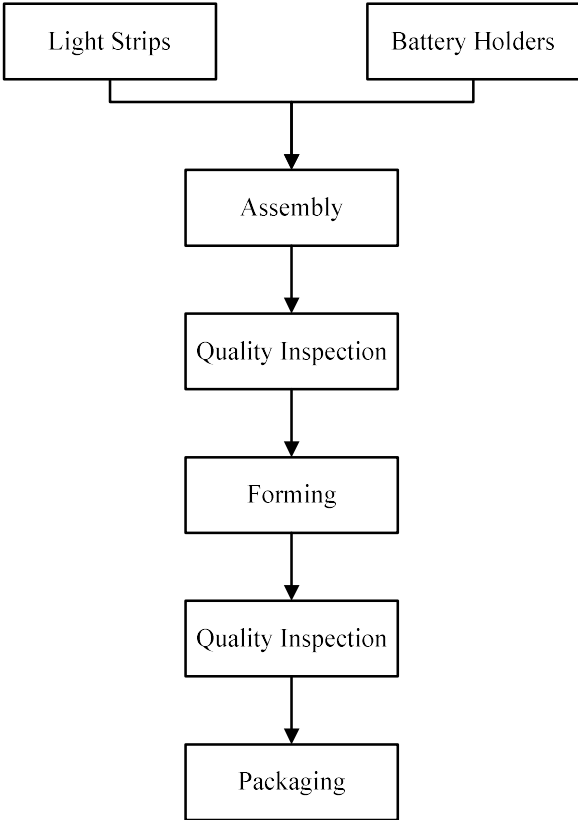 Light Strips
Battery Holders
Assembly
Quality Inspection
Forming
Quality Inspection
Packaging